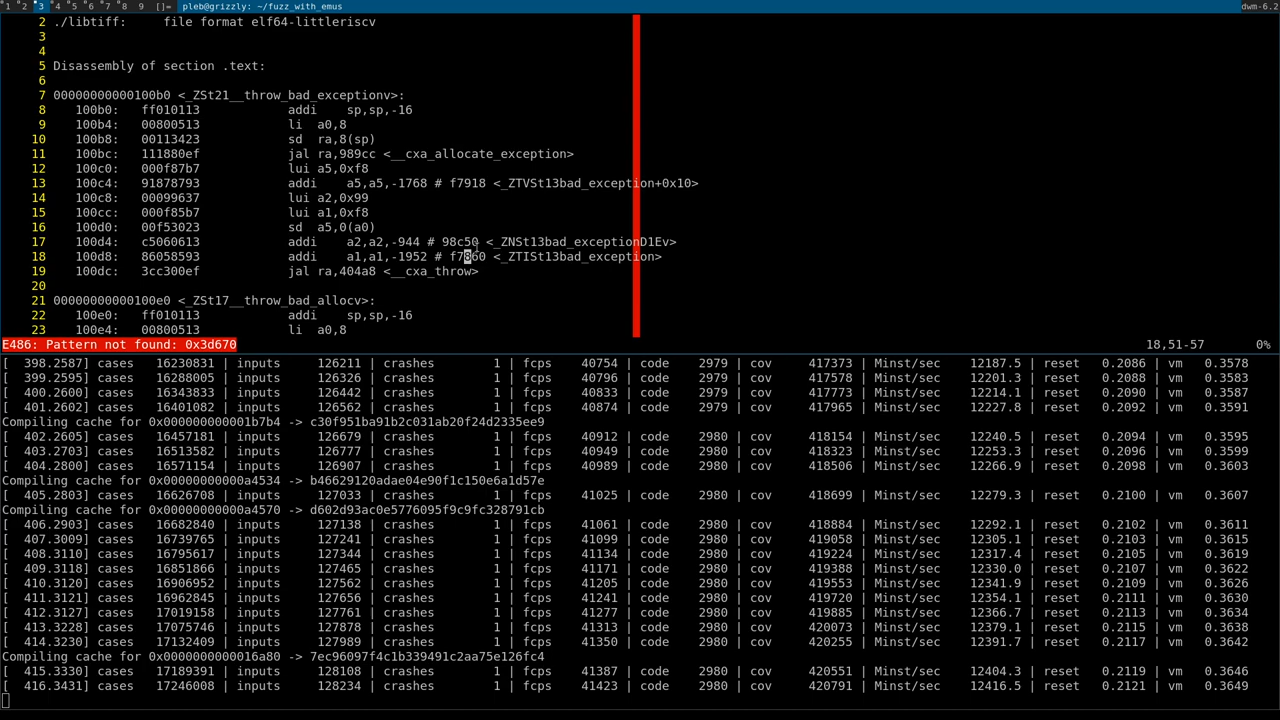 1 2 3 4 5 6 7 8 9 []= pleb@grizzly: ~/fuzz_with_emus dwm-6.2
2 ./libtiff:     file format elf64-littleriscv
3
4
5 Disassembly of section .text:
6
7 00000000000100b0 <_ZSt21__throw_bad_exceptionv>:
8    100b0:   ff010113   addi   sp,sp,-16
9    100b4:   00800513   li   a0,8
10    100b8:   00113423   sd   ra,8(sp)
11    100bc:   111880ef   jal ra,989cc <__cxa_allocate_exception>
12    100c0:   000f87b7   lui a5,0xf8
13    100c4:   91878793   addi   a5,a5,-1768 # f7918 <_ZTVSt13bad_exception+0x10>
14    100c8:   00099637   lui a2,0x99
15    100cc:   000f85b7   lui a1,0xf8
16    100d0:   00f53023   sd   a5,0(a0)
17    100d4:   c5060613   addi   a2,a2,-944 # 98c50 <_ZNSt13bad_exceptionD1Ev>
18    100d8:   86058593   addi   a1,a1,-1952 # f7860 <_ZTISt13bad_exception>
19    100dc:   3cc300ef   jal ra,404a8 <__cxa_throw>
20
21 00000000000100e0 <_ZSt17__throw_bad_allocv>:
22    100e0:   ff010113   addi   sp,sp,-16
23    100e4:   00800513   li   a0,8
E486: Pattern not found: 0x3d670 18,51-57 0%
[  398.2587] cases   16230831 | inputs   126211 | crashes   1 | fcps   40754 | code   2979 | cov   417373 | Minst/sec   12187.5 | reset   0.2086 | vm   0.3578
[  399.2595] cases   16288005 | inputs   126326 | crashes   1 | fcps   40796 | code   2979 | cov   417578 | Minst/sec   12201.3 | reset   0.2088 | vm   0.3583
[  400.2600] cases   16343833 | inputs   126442 | crashes   1 | fcps   40833 | code   2979 | cov   417773 | Minst/sec   12214.1 | reset   0.2090 | vm   0.3587
[  401.2602] cases   16401082 | inputs   126562 | crashes   1 | fcps   40874 | code   2979 | cov   417965 | Minst/sec   12227.8 | reset   0.2092 | vm   0.3591
Compiling cache for 0x000000000001b7b4 -> c30f951ba91b2c031ab20f24d2335ee9
[  402.2605] cases   16457181 | inputs   126679 | crashes   1 | fcps   40912 | code   2980 | cov   418154 | Minst/sec   12240.5 | reset   0.2094 | vm   0.3595
[  403.2703] cases   16513582 | inputs   126777 | crashes   1 | fcps   40949 | code   2980 | cov   418323 | Minst/sec   12253.3 | reset   0.2096 | vm   0.3599
[  404.2800] cases   16571154 | inputs   126907 | crashes   1 | fcps   40989 | code   2980 | cov   418506 | Minst/sec   12266.9 | reset   0.2098 | vm   0.3603
Compiling cache for 0x00000000000a4534 -> b46629120adae04e90f1c150e6a1d57e
[  405.2803] cases   16626708 | inputs   127033 | crashes   1 | fcps   41025 | code   2980 | cov   418699 | Minst/sec   12279.3 | reset   0.2100 | vm   0.3607
Compiling cache for 0x00000000000a4570 -> d602d93ac0e5776095f9c9fc328791cb
[  406.2903] cases   16682840 | inputs   127138 | crashes   1 | fcps   41061 | code   2980 | cov   418884 | Minst/sec   12292.1 | reset   0.2102 | vm   0.3611
[  407.3009] cases   16739765 | inputs   127241 | crashes   1 | fcps   41099 | code   2980 | cov   419058 | Minst/sec   12305.1 | reset   0.2103 | vm   0.3615
[  408.3110] cases   16795617 | inputs   127344 | crashes   1 | fcps   41134 | code   2980 | cov   419224 | Minst/sec   12317.4 | reset   0.2105 | vm   0.3619
[  409.3118] cases   16851866 | inputs   127465 | crashes   1 | fcps   41171 | code   2980 | cov   419388 | Minst/sec   12330.0 | reset   0.2107 | vm   0.3622
[  410.3120] cases   16906952 | inputs   127562 | crashes   1 | fcps   41205 | code   2980 | cov   419553 | Minst/sec   12341.9 | reset   0.2109 | vm   0.3626
[  411.3121] cases   16962845 | inputs   127656 | crashes   1 | fcps   41241 | code   2980 | cov   419720 | Minst/sec   12354.1 | reset   0.2111 | vm   0.3630
[  412.3127] cases   17019158 | inputs   127761 | crashes   1 | fcps   41277 | code   2980 | cov   419885 | Minst/sec   12366.7 | reset   0.2113 | vm   0.3634
[  413.3228] cases   17075746 | inputs   127878 | crashes   1 | fcps   41313 | code   2980 | cov   420073 | Minst/sec   12379.1 | reset   0.2115 | vm   0.3638
[  414.3230] cases   17132409 | inputs   127989 | crashes   1 | fcps   41350 | code   2980 | cov   420255 | Minst/sec   12391.7 | reset   0.2117 | vm   0.3642
Compiling cache for 0x0000000000016a80 -> 7ec96097f4c1b339491c2aa75e126fc4
[  415.3330] cases   17189391 | inputs   128108 | crashes   1 | fcps   41387 | code   2980 | cov   420551 | Minst/sec   12404.3 | reset   0.2119 | vm   0.3646
[  416.3431] cases   17246008 | inputs   128234 | crashes   1 | fcps   41423 | code   2980 | cov   420791 | Minst/sec   12416.5 | reset   0.2121 | vm   0.3649